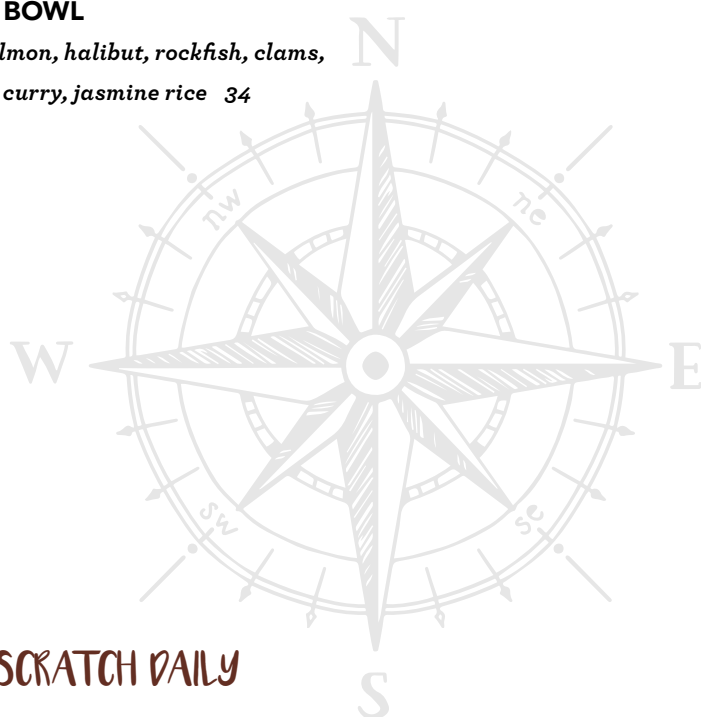 BOWL
lmon, halibut, rockfish, clams,
curry, jasmine rice 34
N
nw
ne
W
E
sw
se
S
SCRATCH DAILY